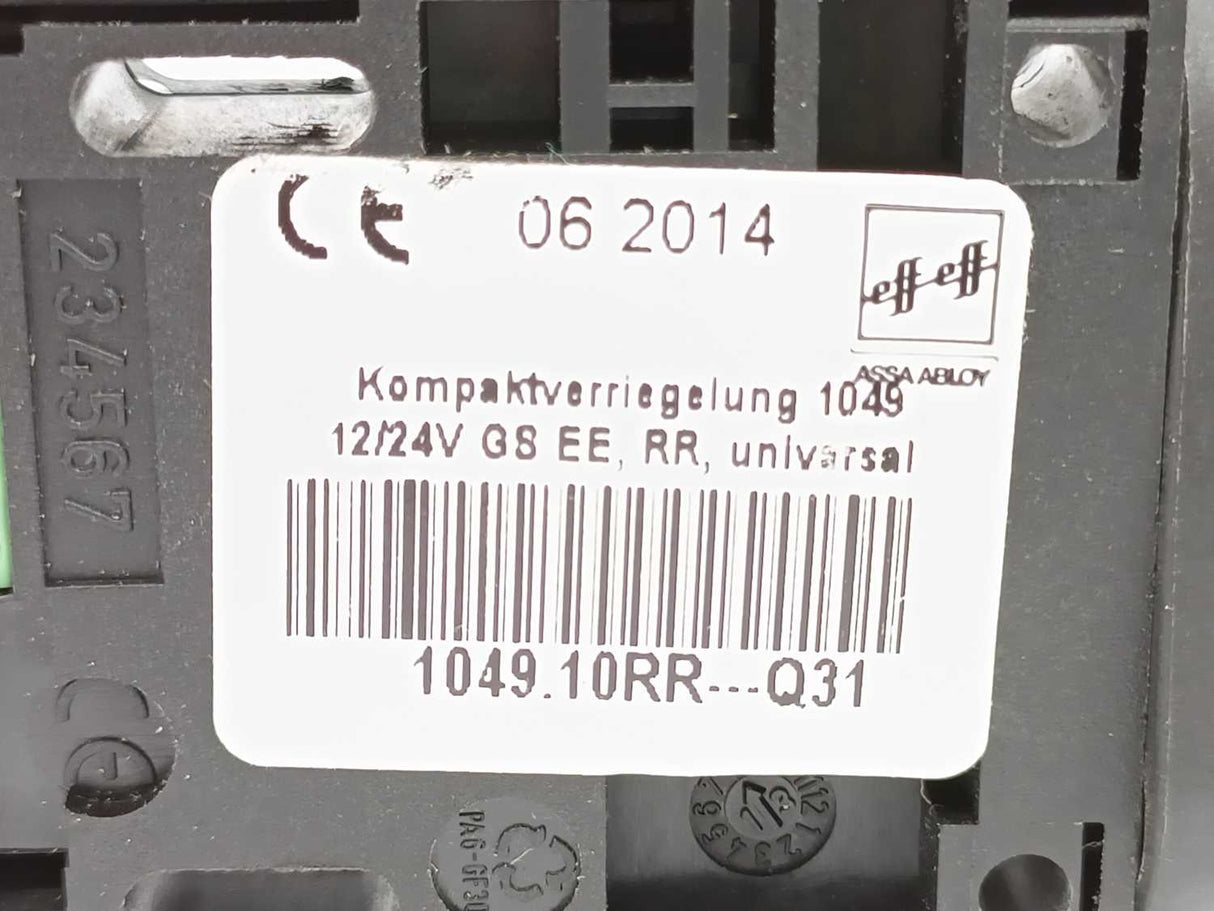 CE 06 2014
eff eff
ASSA ABLOY
Kompaktverriegelung 1049
12/24V GS EE, RR, universal
1049.10RR---Q31
234567
CE
PA6-GF30